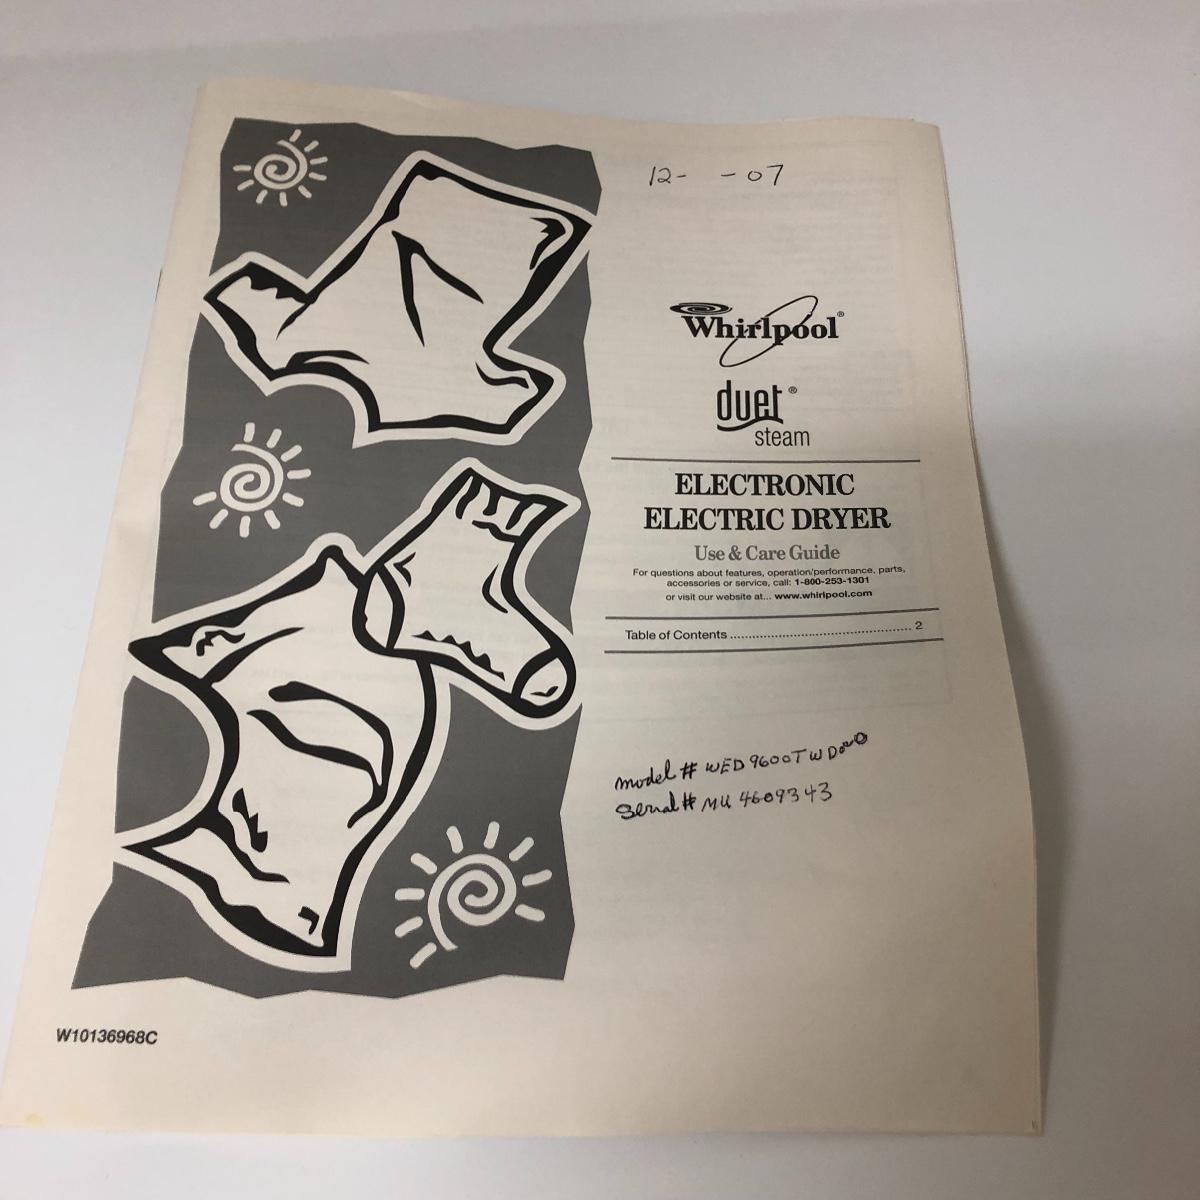 12- -07
Whirlpool®
duet®
steam
ELECTRONIC
ELECTRIC DRYER
Use & Care Guide
For questions about features, operation/performance, parts,
accessories or service, call: 1-800-253-1301
or visit our website at... www.whirlpool.com
Table of Contents ................................................ 2
model # WED9600TWD020
Serial # MU 4609343
W10136968C